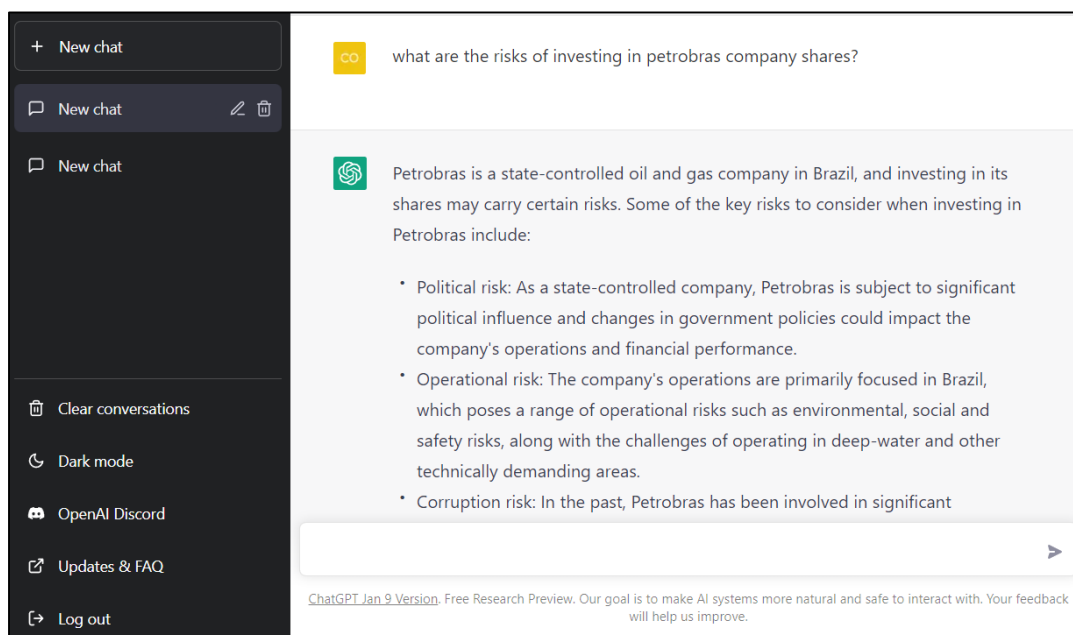 New chat
New chat
New chat
Clear conversations
Dark mode
OpenAI Discord
Updates & FAQ
Log out
CO
what are the risks of investing in petrobras company shares?
Petrobras is a state-controlled oil and gas company in Brazil, and investing in its
shares may carry certain risks. Some of the key risks to consider when investing in
Petrobras include:
• Political risk: As a state-controlled company, Petrobras is subject to significant
political influence and changes in government policies could impact the
company's operations and financial performance.
• Operational risk: The company's operations are primarily focused in Brazil,
which poses a range of operational risks such as environmental, social and
safety risks, along with the challenges of operating in deep-water and other
technically demanding areas.
• Corruption risk: In the past, Petrobras has been involved in significant
ChatGPT Jan 9 Version. Free Research Preview. Our goal is to make AI systems more natural and safe to interact with. Your feedback
will help us improve.